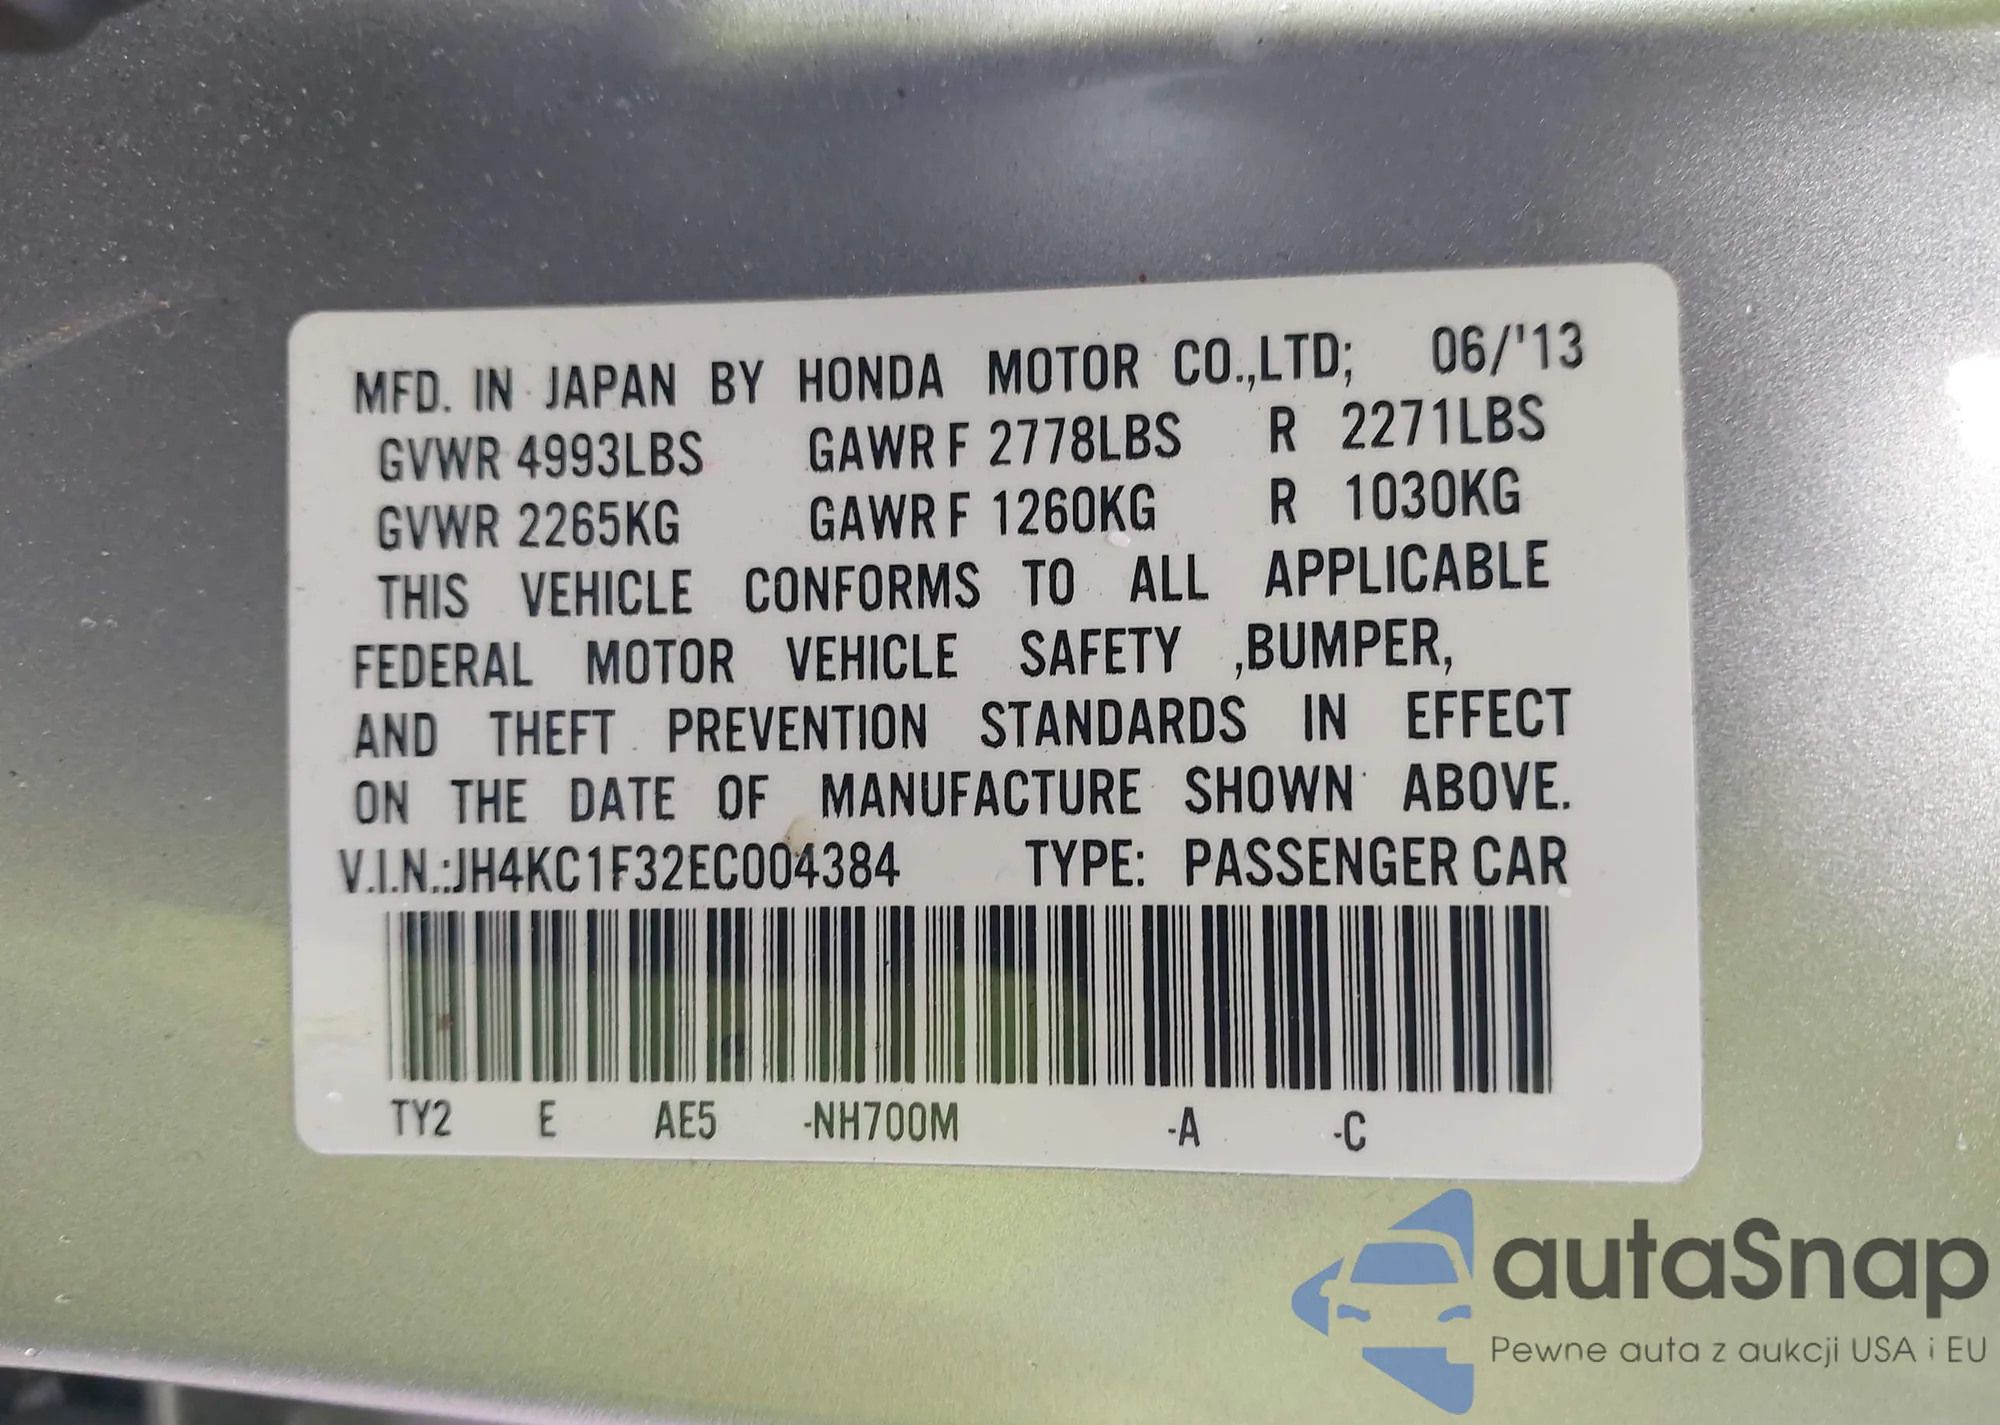 MFD. IN JAPAN BY HONDA MOTOR CO.,LTD; 06/'13
GVWR 4993LBS GAWR F 2778LBS R 2271LBS
GVWR 2265KG GAWR F 1260KG R 1030KG
THIS VEHICLE CONFORMS TO ALL APPLICABLE
FEDERAL MOTOR VEHICLE SAFETY ,BUMPER,
AND THEFT PREVENTION STANDARDS IN EFFECT
ON THE DATE OF MANUFACTURE SHOWN ABOVE.
V.I.N.:JH4KC1F32EC004384 TYPE: PASSENGER CAR
TY2 E AE5 -NH700M -A -C
autaSnap
Pewne auta z aukcji USA i EU